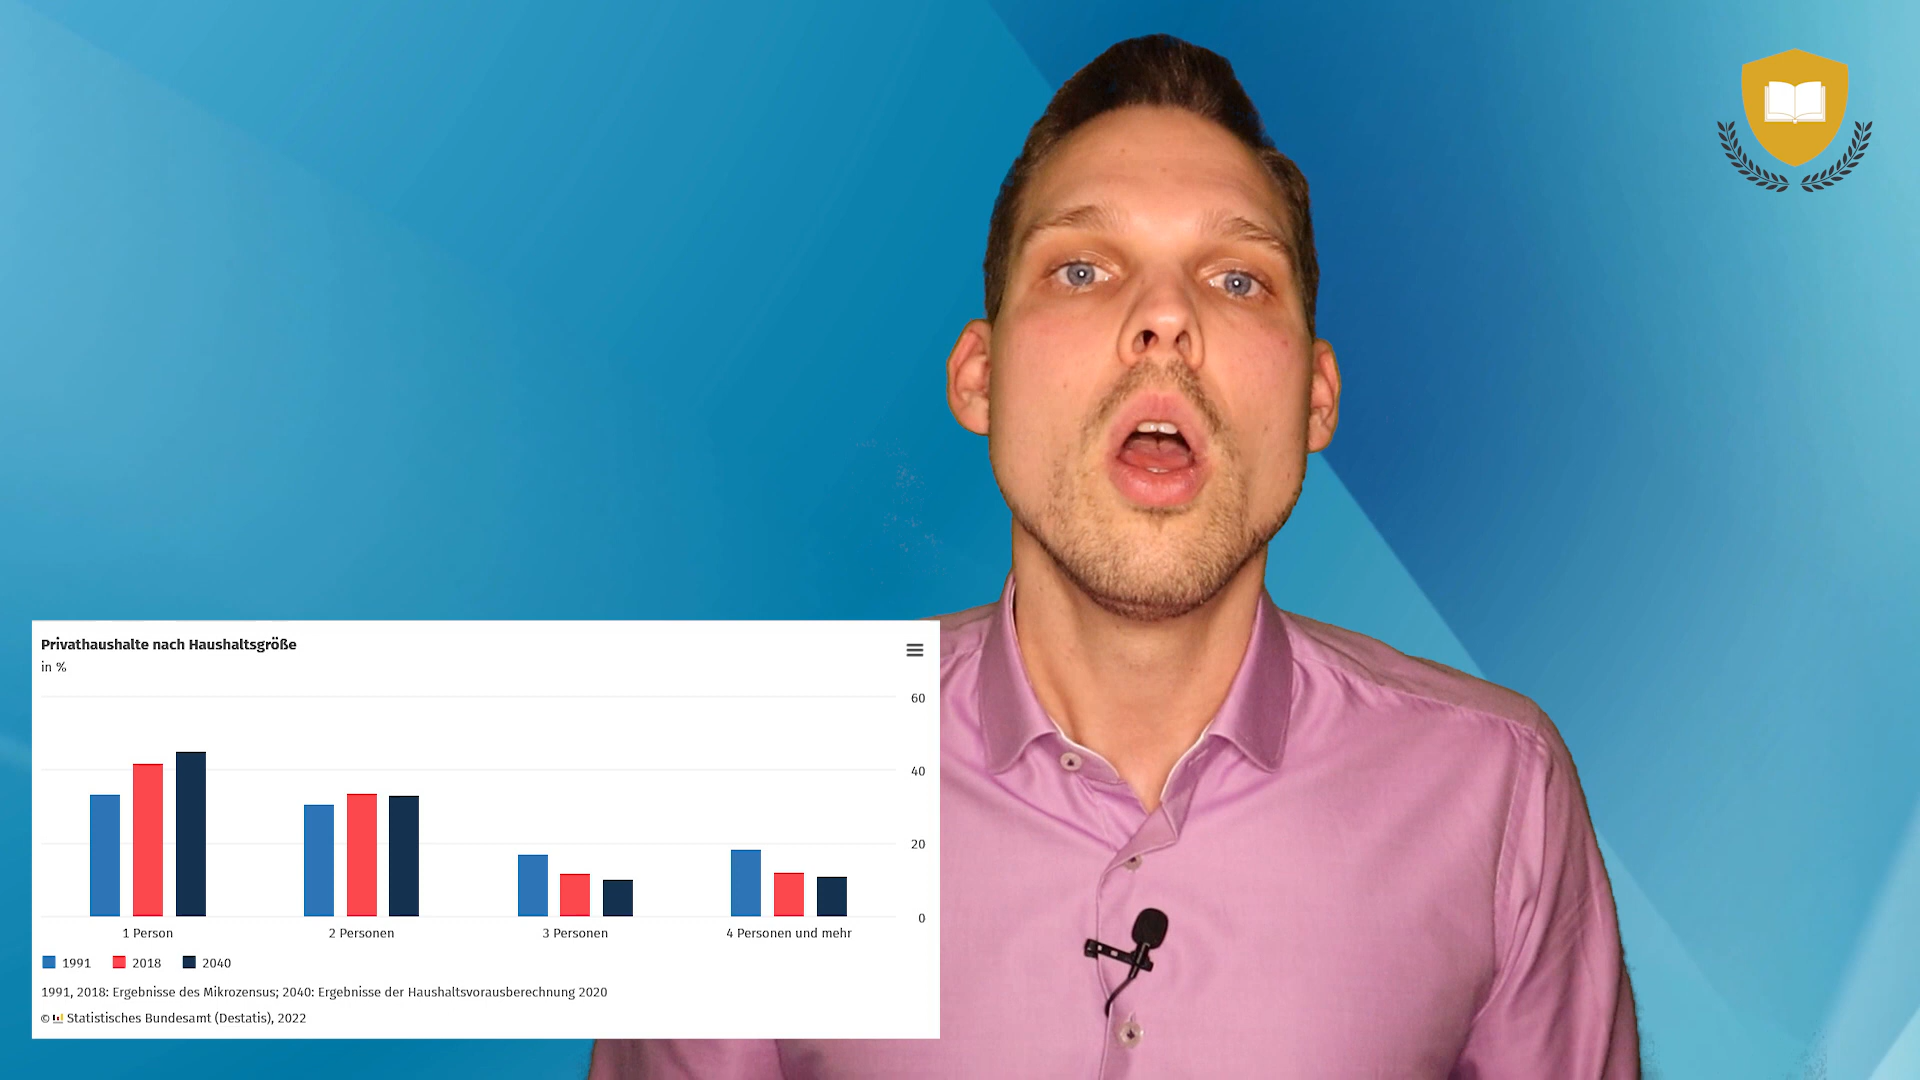 Privathaushalte nach Haushaltsgröße
in %
60
40
20
0
1 Person
2 Personen
3 Personen
4 Personen und mehr
1991
2018
2040
1991, 2018: Ergebnisse des Mikrozensus; 2040: Ergebnisse der Haushaltsvorausberechnung 2020
© Statistisches Bundesamt (Destatis), 2022